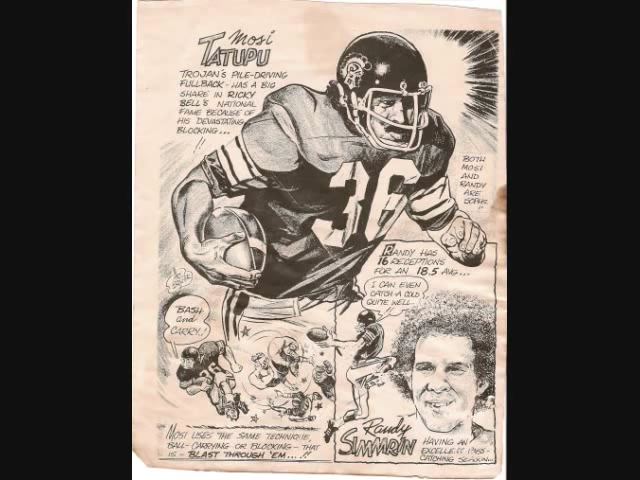 Mosi
TATUPU
TROJAN'S PILE-DRIVING
FULLBACK - HAS A BIG
SHARE IN RICKY
BELL'S NATIONAL
FAME BECAUSE OF
HIS DEVASTATING
BLOCKING...
!!
36
BOTH
MOSI
AND
RANDY
ARE
SOPHS.
!!
RANDY HAS
16 RECEPTIONS
FOR AN 18.5 AVG...
I CAN EVEN
CATCH A COLD
QUITE WELL..
!!
"BASH
and
CARRY.!
MOSI USES THE SAME TECHNIQUE,
BALL-CARRYING OR BLOCKING - THAT
IS - BLAST THROUGH 'EM....!!
Randy
SIMMRIN
HAVING AN
EXCELLENT PASS-
CATCHING SEASON...